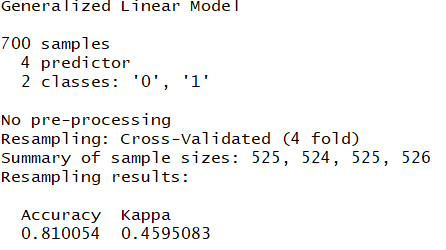 Generalized Linear Model
700 samples
4 predictor
2 classes: '0', '1'
No pre-processing
Resampling: Cross-Validated (4 fold)
Summary of sample sizes: 525, 524, 525, 526
Resampling results:
Accuracy Kappa
0.810054 0.4595083